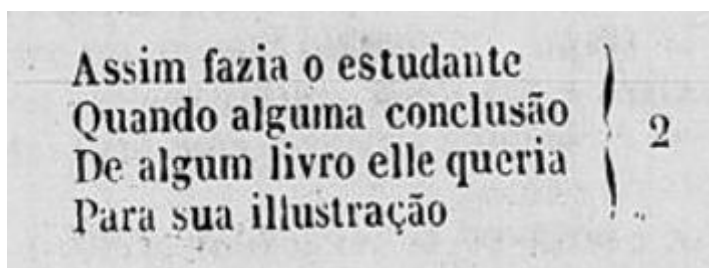 Assim fazia o estudante
Quando alguma conclusão
De algum livro elle queria
Para sua illustração
2